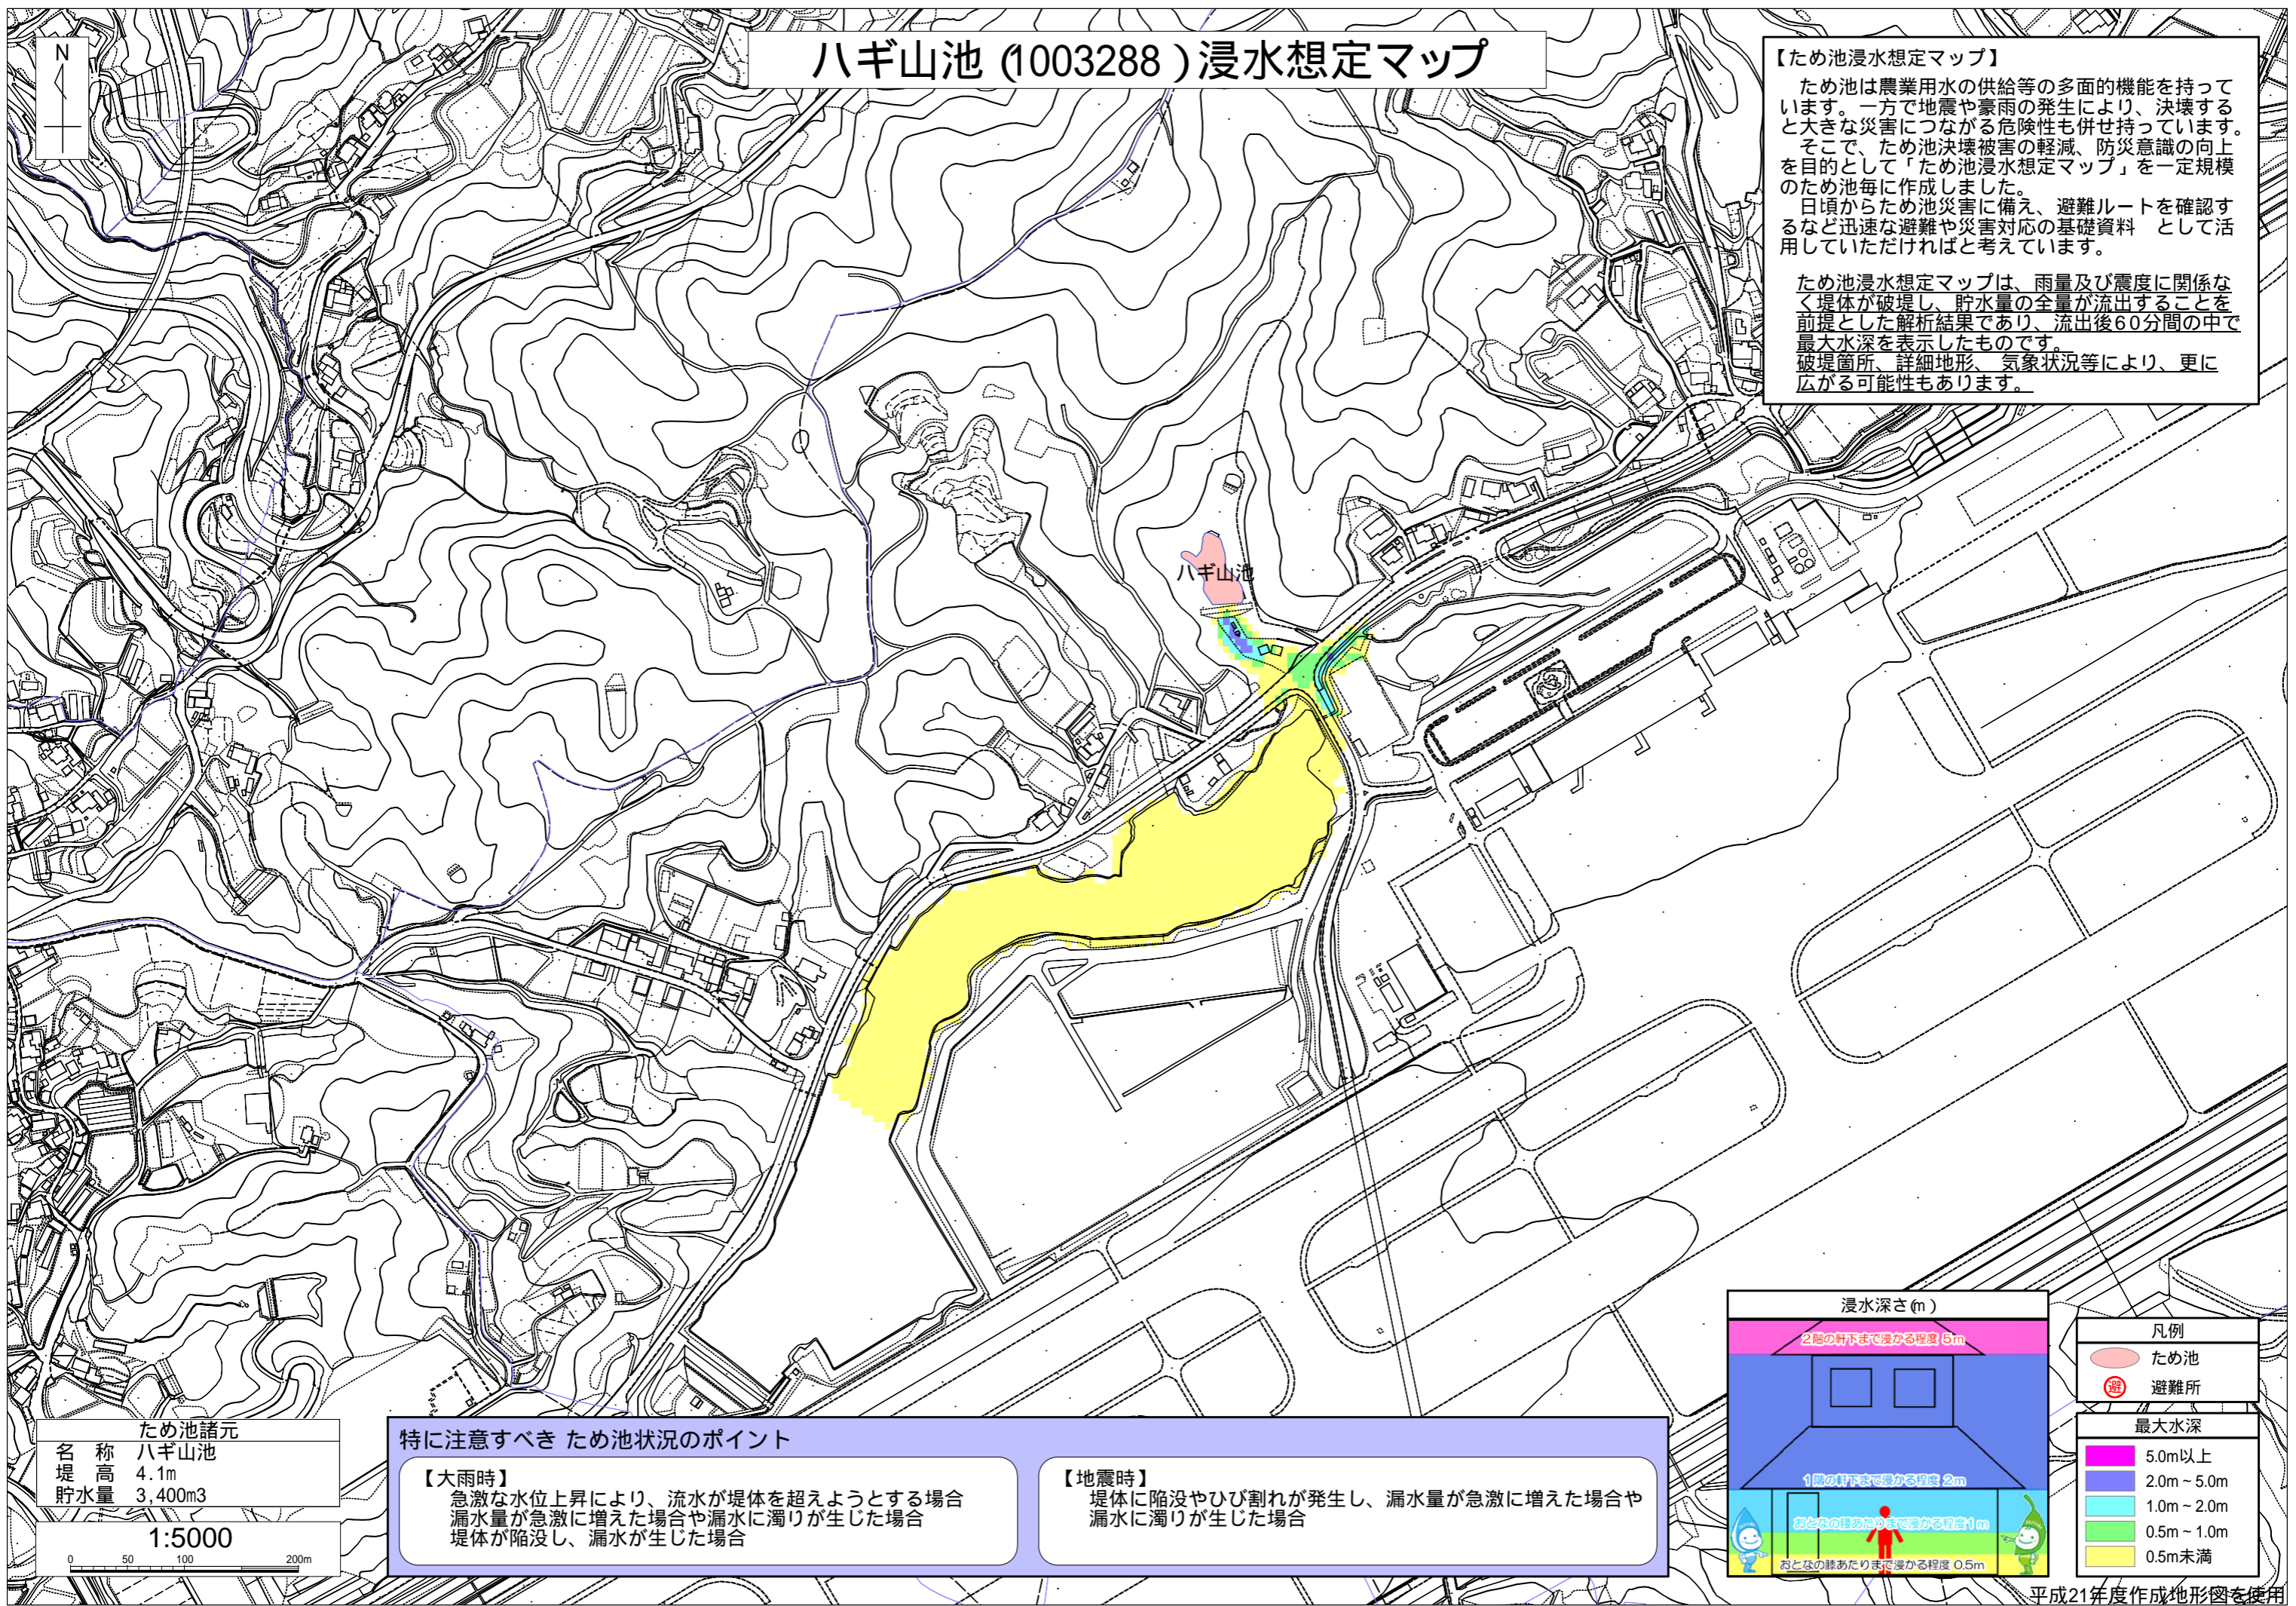 ハギ山池 (1003288 ) 浸水想定マップ
N
【ため池浸水想定マップ】
ため池は農業用水の供給等の多面的機能を持って
います。一方で地震や豪雨の発生により、決壊する
と大きな災害につながる危険性も併せ持っています。
そこで、ため池決壊被害の軽減、防災意識の向上
を目的として「ため池浸水想定マップ」を一定規模
のため池毎に作成しました。
日頃からため池災害に備え、避難ルートを確認す
るなど迅速な避難や災害対応の基礎資料　として活
用していただければと考えています。
ため池浸水想定マップは、雨量及び震度に関係な
く堤体が破堤し、貯水量の全量が流出することを
前提とした解析結果であり、流出後60分間の中で
最大水深を表示したものです。
破堤箇所、詳細地形、 気象状況等により、更に
広がる可能性もあります。
ハギ山池
ため池諸元
名　称　ハギ山池
堤　高　4.1m
貯水量　3,400m3
1:5000
0 50 100 200m
特に注意すべき ため池状況のポイント
【大雨時】
急激な水位上昇により、流水が堤体を超えようとする場合
漏水量が急激に増えた場合や漏水に濁りが生じた場合
堤体が陥没し、漏水が生じた場合
【地震時】
堤体に陥没やひび割れが発生し、漏水量が急激に増えた場合や
漏水に濁りが生じた場合
浸水深さ(m )
2階の軒下まで浸かる程度 5m
1階の軒下まで浸かる程度 2m
おとなの腰あたりまで浸かる程度1m
おとなの膝あたりまで浸かる程度 0.5m
凡例
ため池
避 避難所
最大水深
5.0m以上
2.0m～5.0m
1.0m～2.0m
0.5m～1.0m
0.5m未満
平成21年度作成地形図を使用